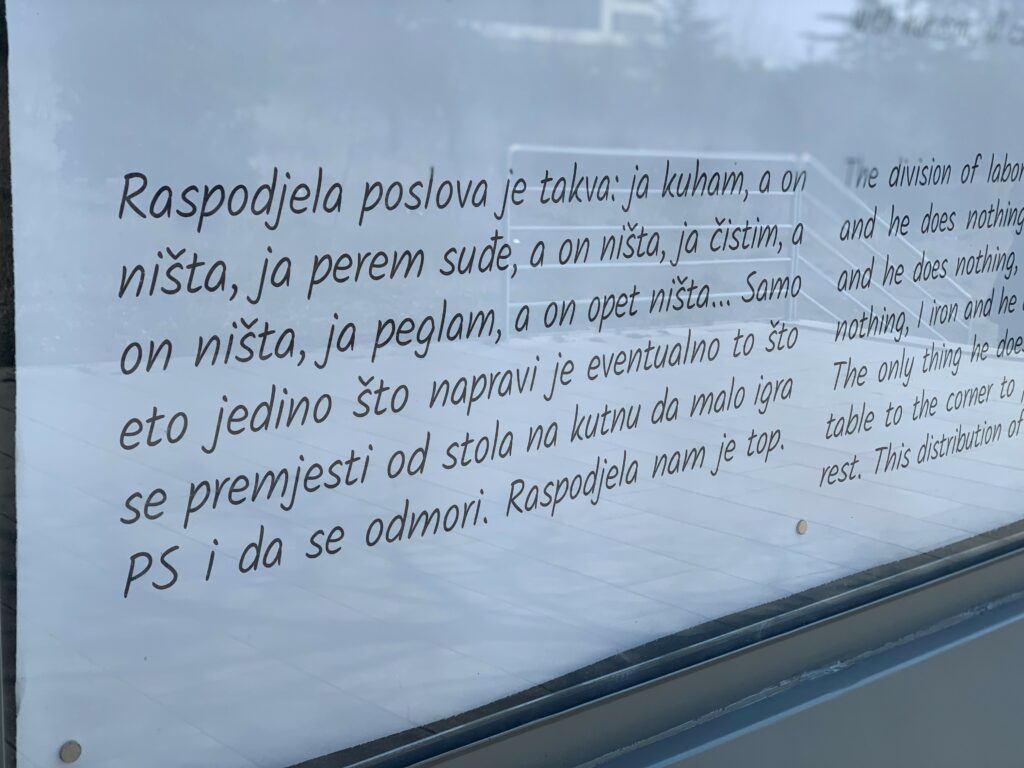 Raspodjela poslova je takva: ja kuham, a on
ništa, ja perem suđe, a on ništa, ja čistim, a
on ništa, ja peglam, a on opet ništa... Samo
eto jedino što napravi je eventualno to što
se premjesti od stola na kutnu da malo igra
PS i da se odmori. Raspodjela nam je top.
The division of labor
and he does nothing
and he does nothing,
nothing, I iron and he
The only thing he does
table to the corner to
rest. This distribution of